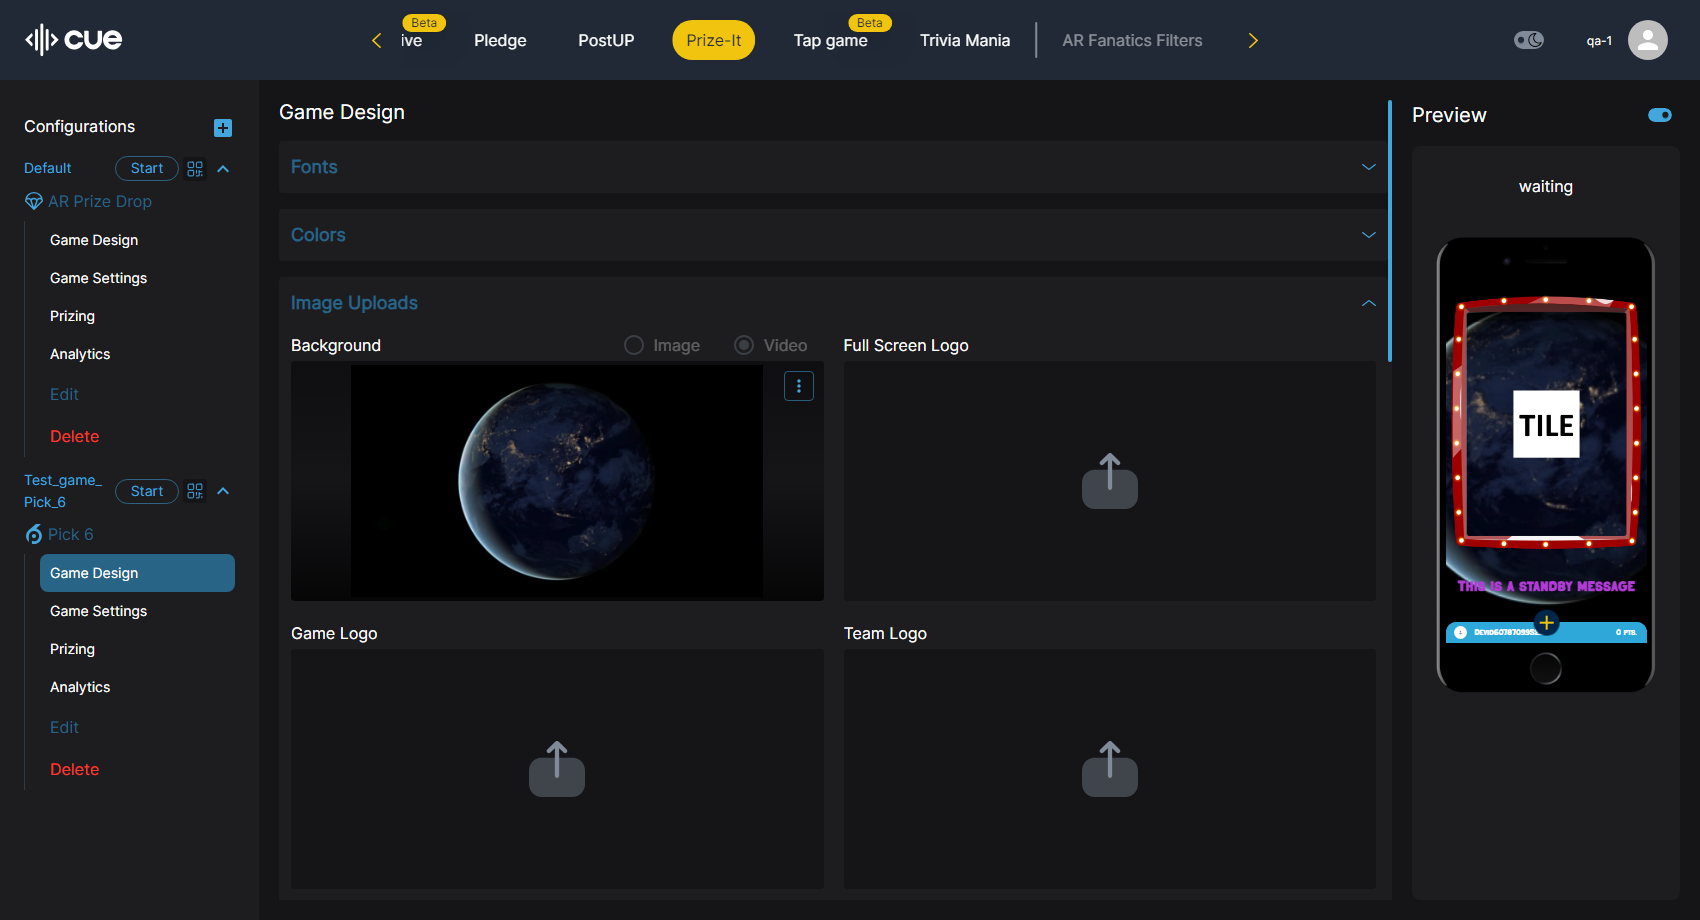 cue
Beta
ive
Pledge
PostUP
Prize-It
Beta
Tap game
Trivia Mania
AR Fanatics Filters
qa-1
Configurations
Default
Start
AR Prize Drop
Game Design
Game Settings
Prizing
Analytics
Edit
Delete
Test_game_
Pick_6
Start
Pick 6
Game Design
Game Settings
Prizing
Analytics
Edit
Delete
Game Design
Fonts
Colors
Image Uploads
Background
Image
Video
Full Screen Logo
Game Logo
Team Logo
Preview
waiting
TILE
THIS IS A STANDBY MESSAGE
0 PTS.